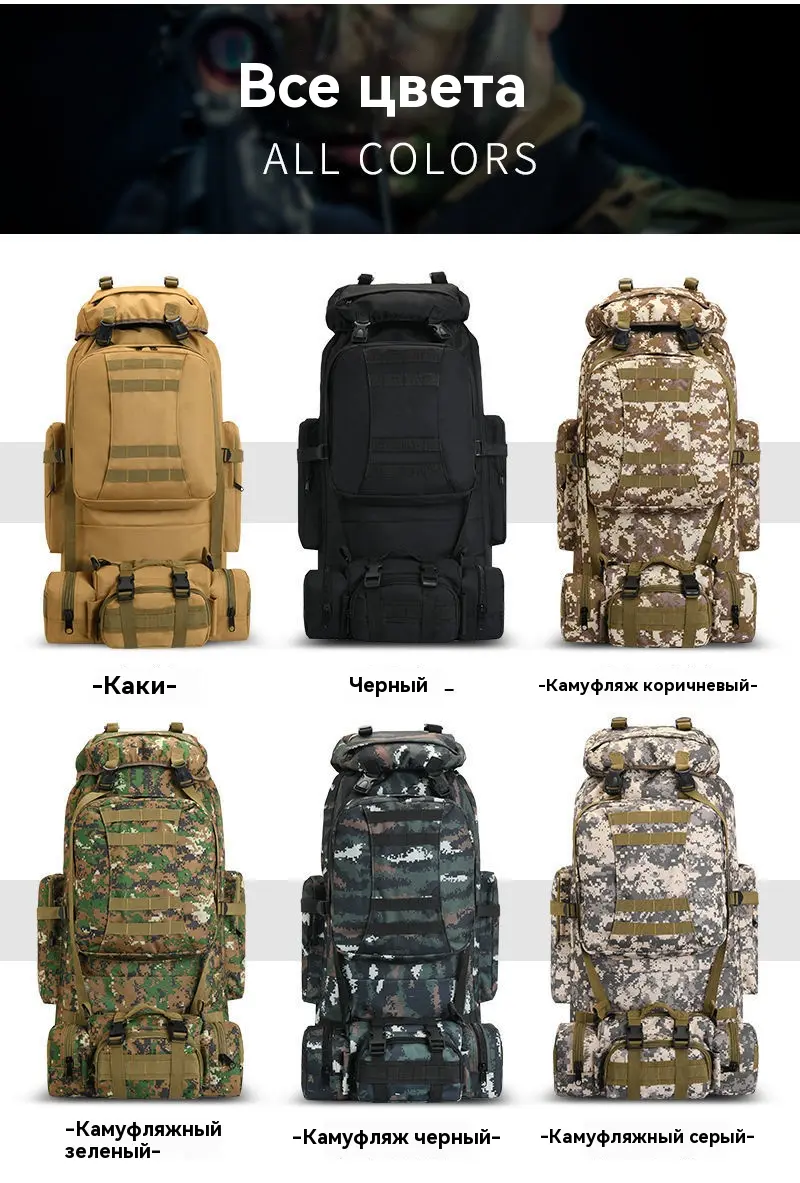 Все цвета
ALL COLORS
-Каки-
Черный -
-Камуфляж коричневый-
-Камуфляжный
зеленый-
-Камуфляж черный-
-Камуфляжный серый-